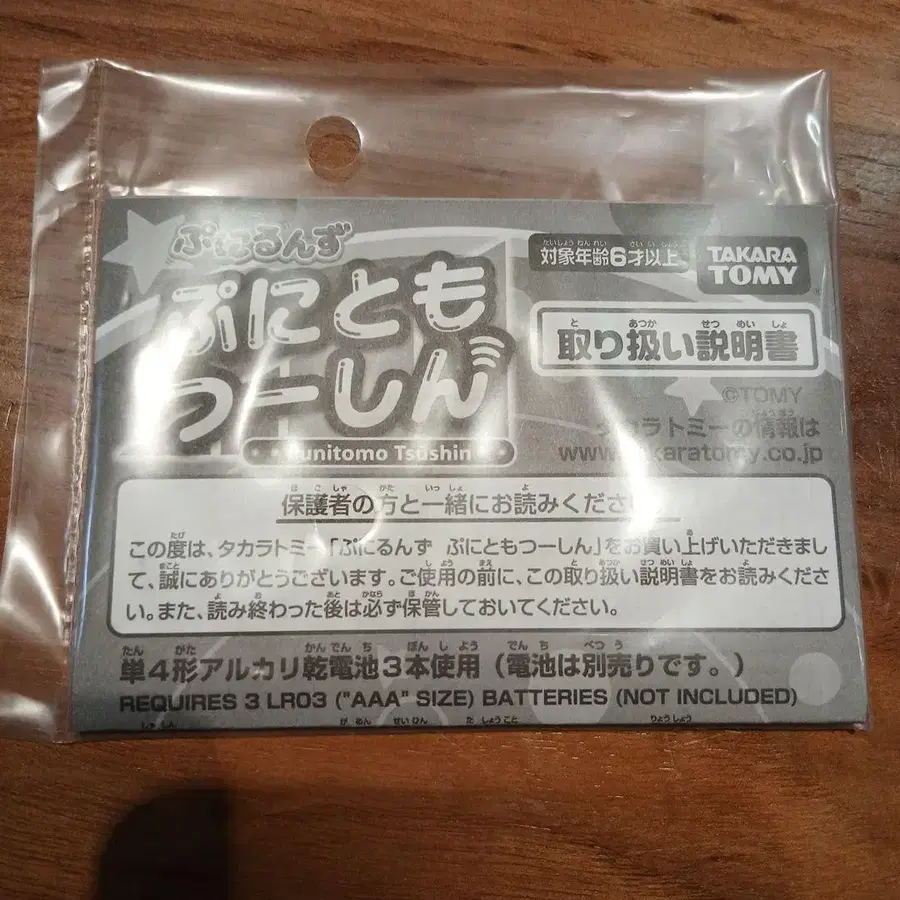 ぷにるんず
ぷにとも
つーしん
Punitomo Tsūshin
対象年齢6才以上
TAKARA
TOMY
取り扱い説明書
©TOMY
タカラトミーの情報は
www.takaratomy.co.jp
保護者の方と一緒にお読みください
この度は、タカラトミー「ぷにるんず ぷにともつーしん」をお買い上げいただきまし
て、誠にありがとうございます。ご使用の前に、この取り扱い説明書をお読みくださ
い。また、読み終わった後は必ず保管しておいてください。
単4形アルカリ乾電池3本使用（電池は別売りです。）
REQUIRES 3 LR03 ("AAA" SIZE) BATTERIES (NOT INCLUDED)